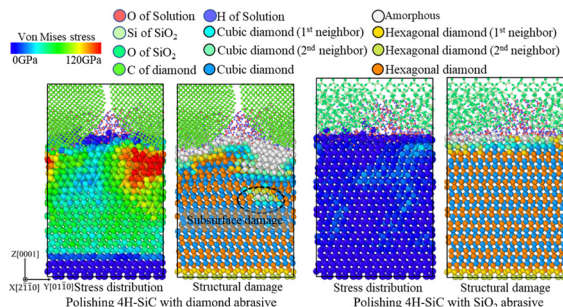 Von Mises stress
0GPa 120GPa
O of Solution
H of Solution
Amorphous
Si of SiO2
Cubic diamond (1st neighbor)
Hexagonal diamond (1st neighbor)
O of SiO2
Cubic diamond (2nd neighbor)
Hexagonal diamond (2nd neighbor)
C of diamond
Cubic diamond
Hexagonal diamond
Subsurface damage
Z[0001]
X[2110] Y[0110]
Stress distribution
Structural damage
Stress distribution
Structural damage
Polishing 4H-SiC with diamond abrasive
Polishing 4H-SiC with SiO2 abrasive